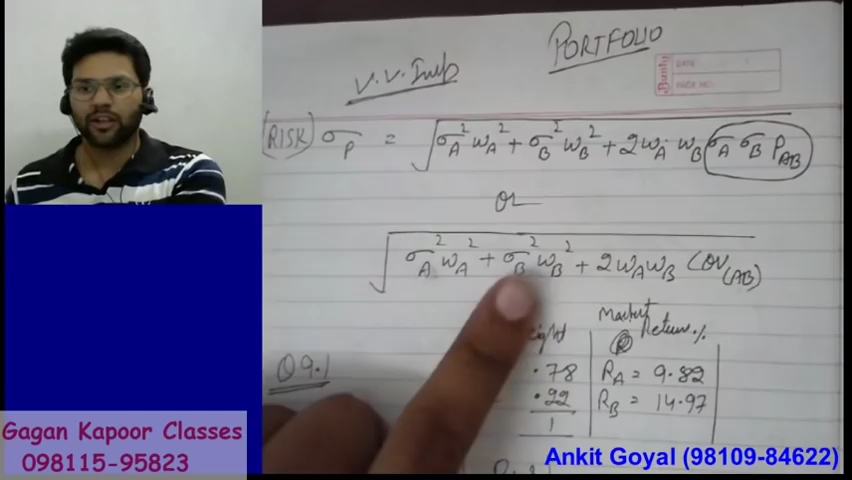 PORTFOLIO
V.V. Imp
DATE:
PAGE NO.:
(RISK) σP = √σA²wA² + σB²wB² + 2wA wB σA σB PAB
OR
√σA²wA² + σB²wB² + 2wAwB COV(AB)
Market
Return %
Q9.1
.78 RA = 9.82
.22 RB = 14.97
1
Gagan Kapoor Classes
098115-95823
Ankit Goyal (98109-84622)